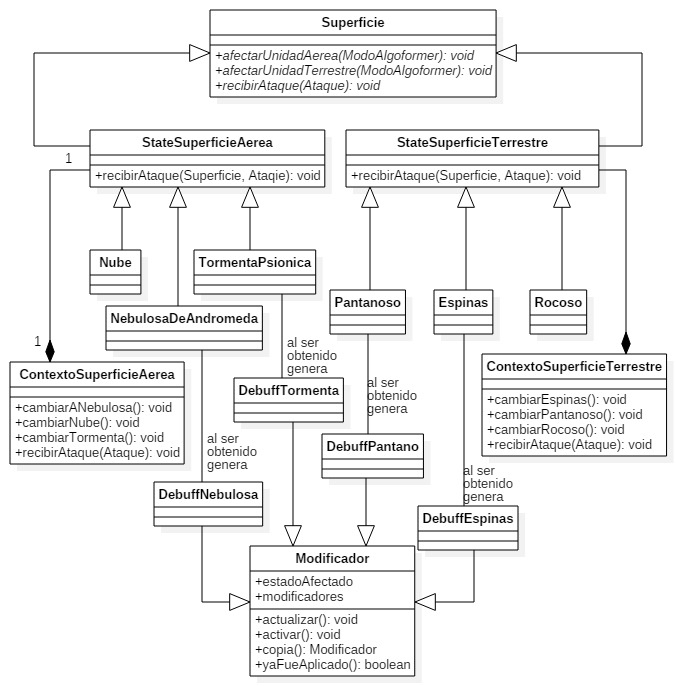 Superficie
+afectarUnidadAerea(ModoAlgoformer): void
+afectarUnidadTerrestre(ModoAlgoformer): void
+recibirAtaque(Ataque): void
StateSuperficieAerea
+recibirAtaque(Superficie, Ataqie): void
StateSuperficieTerrestre
+recibirAtaque(Superficie, Ataque): void
1
Nube
TormentaPsionica
NebulosaDeAndromeda
Pantanoso
Espinas
Rocoso
1
ContextoSuperficieAerea
+cambiarANebulosa(): void
+cambiarNube(): void
+cambiarTormenta(): void
+recibirAtaque(Ataque): void
ContextoSuperficieTerrestre
+cambiarEspinas(): void
+cambiarPantanoso(): void
+cambiarRocoso(): void
+recibirAtaque(Ataque): void
al ser
obtenido
genera
DebuffTormenta
al ser
obtenido
genera
DebuffPantano
al ser
obtenido
genera
DebuffNebulosa
al ser
obtenido
genera
DebuffEspinas
Modificador
+estadoAfectado
+modificadores
+actualizar(): void
+activar(): void
+copia(): Modificador
+yaFueAplicado(): boolean